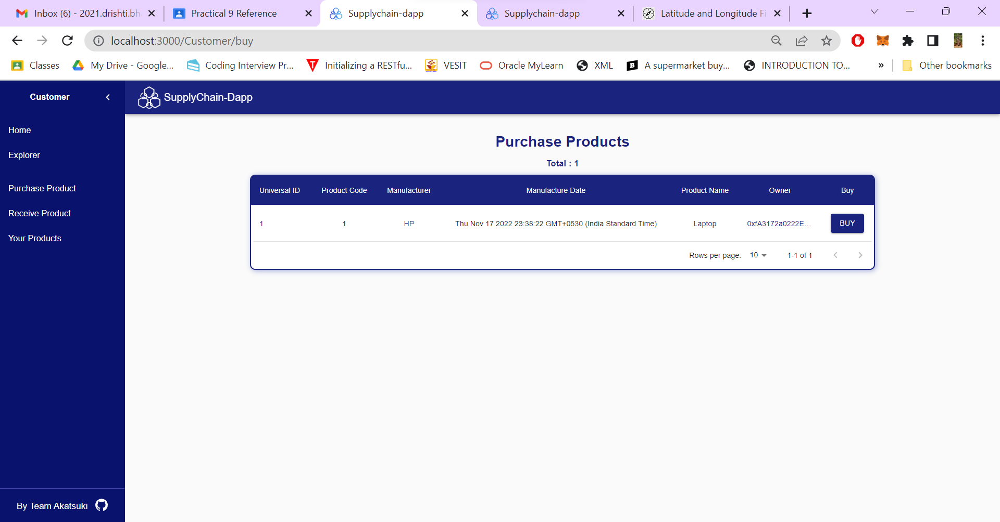 Inbox (6) - 2021.drishti.bh
Practical 9 Reference
Supplychain-dapp
Supplychain-dapp
Latitude and Longitude Fi
localhost:3000/Customer/buy
Classes
My Drive - Google...
Coding Interview Pr...
Initializing a RESTfu...
VESIT
Oracle MyLearn
XML
A supermarket buy...
INTRODUCTION TO...
»
Other bookmarks
Customer
SupplyChain-Dapp
Home
Explorer
Purchase Product
Receive Product
Your Products
Purchase Products
Total : 1
Universal ID Product Code Manufacturer Manufacture Date Product Name Owner Buy
1 1 HP Thu Nov 17 2022 23:38:22 GMT+0530 (India Standard Time) Laptop 0xfA3172a0222E... BUY
Rows per page: 10 1-1 of 1
By Team Akatsuki